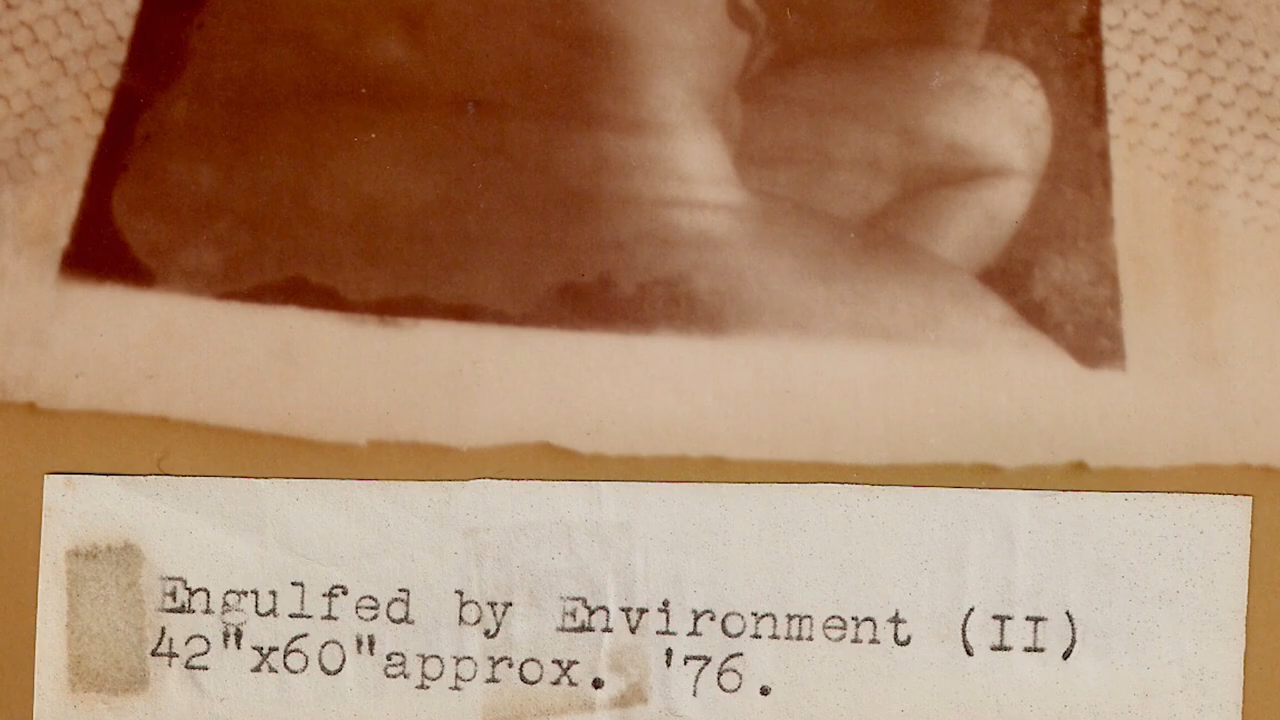 Engulfed by Environment (II)
42"x60"approx. '76.